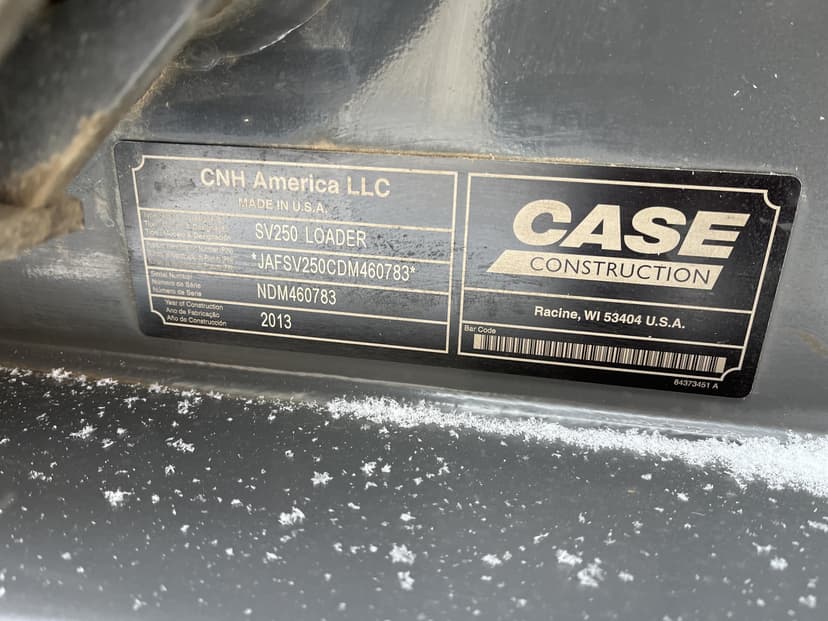 CNH America LLC
MADE IN U.S.A.
SV250 LOADER
*JAFSV250CDM460783*
Serial Number
Número de Série
Número de Serie
NDM460783
Year of Construction
Ano de Fabricação
Año de Construcción
2013
CASE
CONSTRUCTION
Racine, WI 53404 U.S.A.
Bar Code
84373451 A